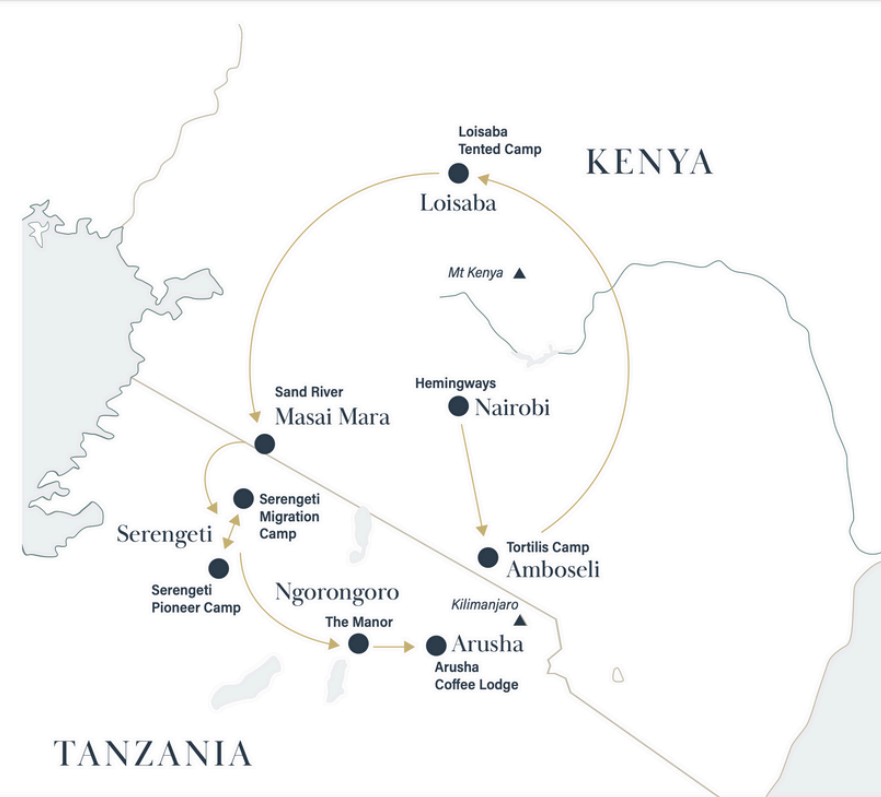 Loisaba
Tented Camp
KENYA
Loisaba
Mt Kenya
Hemingways
Nairobi
Sand River
Masai Mara
Serengeti
Migration
Camp
Serengeti
Tortilis Camp
Amboseli
Serengeti
Pioneer Camp
Ngorongoro
Kilimanjaro
The Manor
Arusha
Arusha
Coffee Lodge
TANZANIA